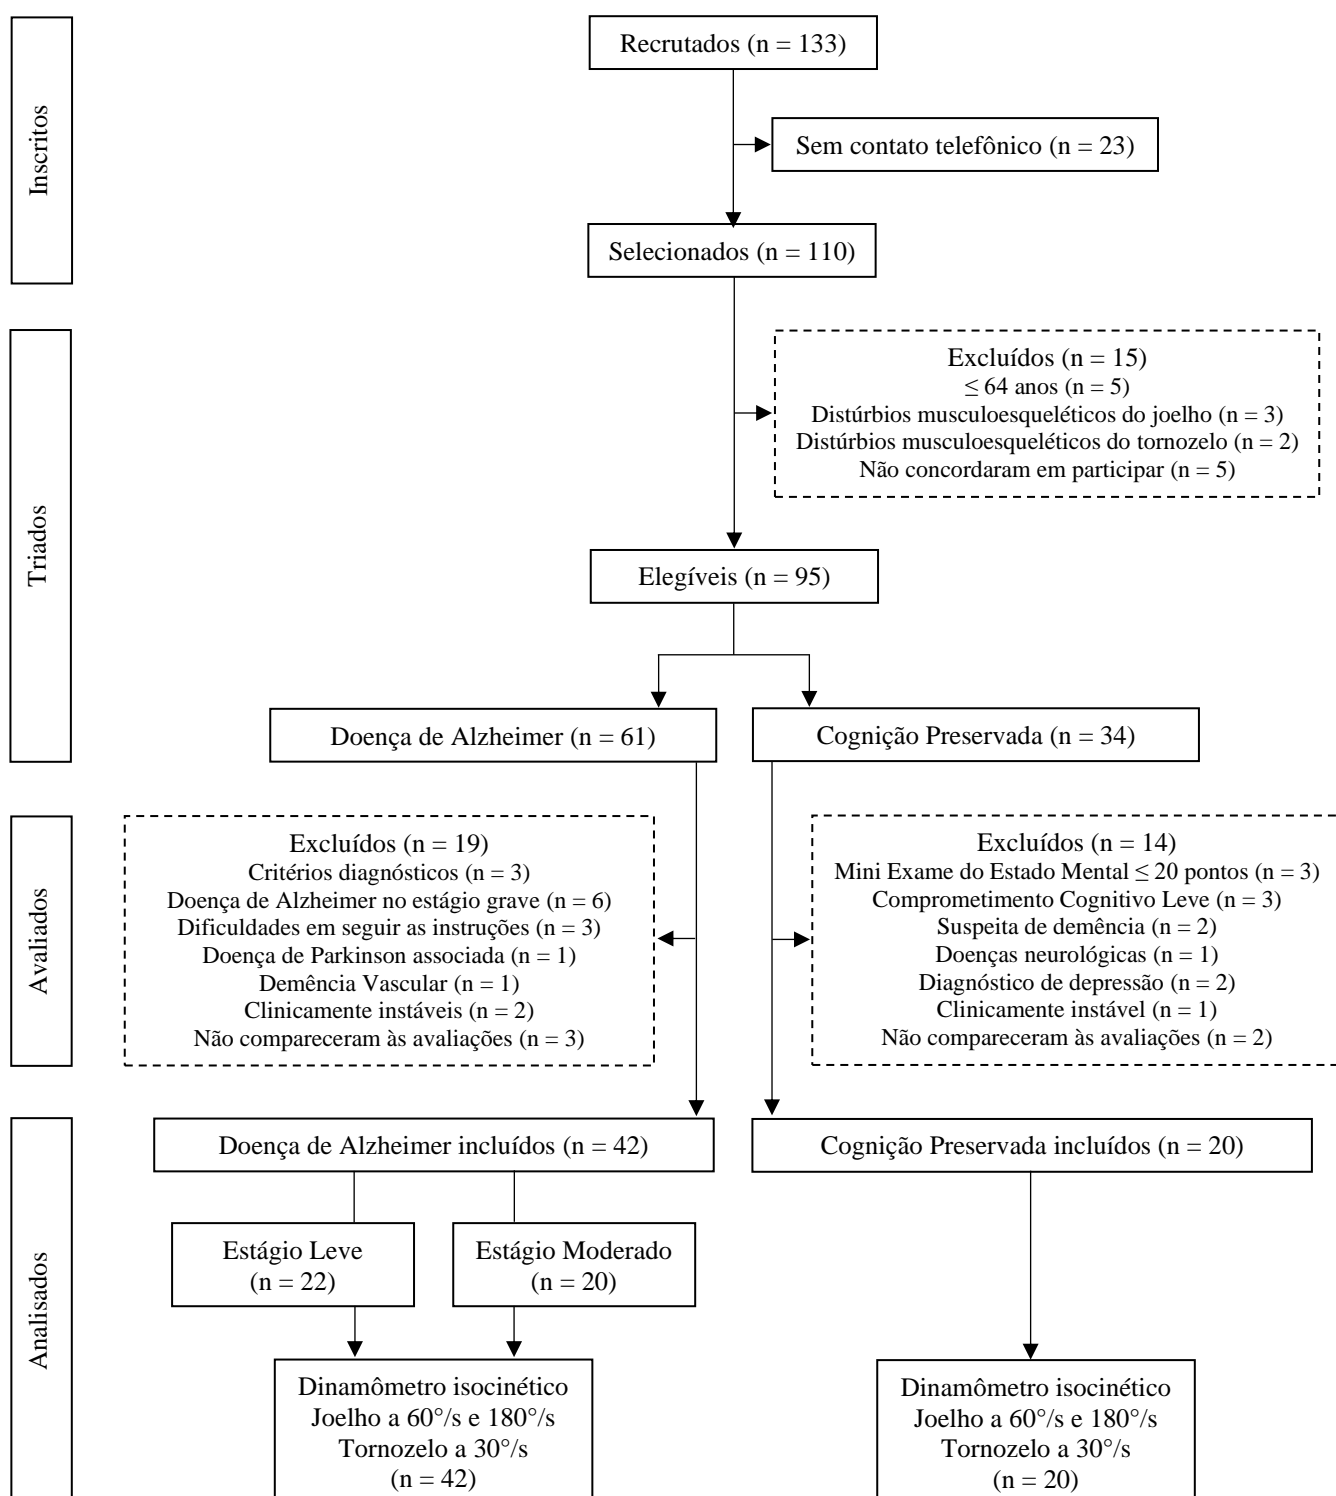 Inscritos
Recrutados (n = 133)
Sem contato telefônico (n = 23)
Selecionados (n = 110)
Triados
Excluídos (n = 15)
≤ 64 anos (n = 5)
Distúrbios musculoesqueléticos do joelho (n = 3)
Distúrbios musculoesqueléticos do tornozelo (n = 2)
Não concordaram em participar (n = 5)
Elegíveis (n = 95)
Doença de Alzheimer (n = 61)
Cognição Preservada (n = 34)
Avaliados
Excluídos (n = 19)
Critérios diagnósticos (n = 3)
Doença de Alzheimer no estágio grave (n = 6)
Dificuldades em seguir as instruções (n = 3)
Doença de Parkinson associada (n = 1)
Demência Vascular (n = 1)
Clinicamente instáveis (n = 2)
Não compareceram às avaliações (n = 3)
Excluídos (n = 14)
Mini Exame do Estado Mental ≤ 20 pontos (n = 3)
Comprometimento Cognitivo Leve (n = 3)
Suspeita de demência (n = 2)
Doenças neurológicas (n = 1)
Diagnóstico de depressão (n = 2)
Clinicamente instável (n = 1)
Não compareceram às avaliações (n = 2)
Analisados
Doença de Alzheimer incluídos (n = 42)
Cognição Preservada incluídos (n = 20)
Estágio Leve
(n = 22)
Estágio Moderado
(n = 20)
Dinamômetro isocinético
Joelho a 60°/s e 180°/s
Tornozelo a 30°/s
(n = 42)
Dinamômetro isocinético
Joelho a 60°/s e 180°/s
Tornozelo a 30°/s
(n = 20)